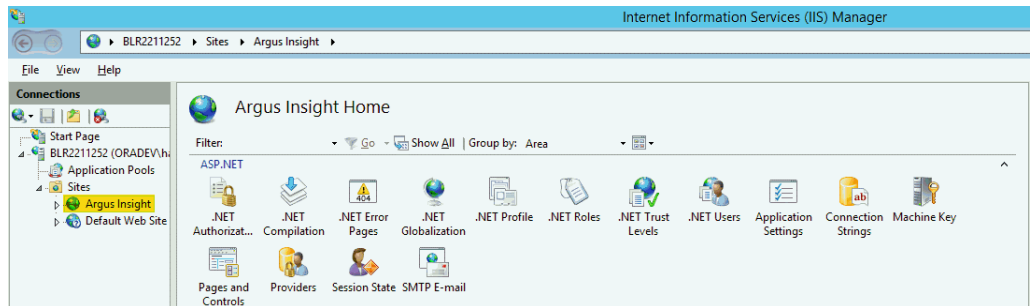 Internet Information Services (IIS) Manager
BLR2211252 Sites Argus Insight
File View Help
Connections
Start Page
BLR2211252 (ORADEV\ha
Application Pools
Sites
Argus Insight
Default Web Site
Argus Insight Home
Filter: Go Show All Group by: Area
ASP.NET
.NET Authorizat...
.NET Compilation
.NET Error Pages
404
.NET Globalization
.NET Profile
.NET Roles
.NET Trust Levels
.NET Users
Application Settings
ab
Connection Strings
Machine Key
Pages and Controls
Providers
Session State
SMTP E-mail